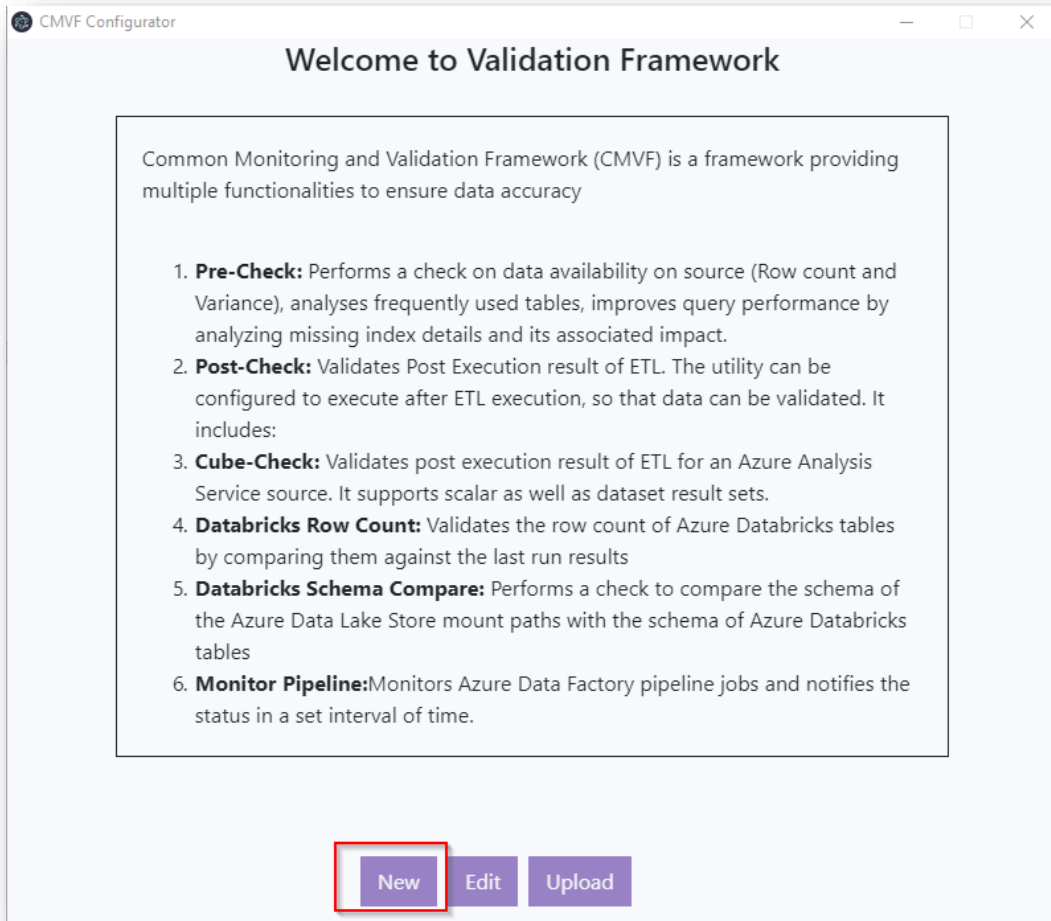 CMVF Configurator
Welcome to Validation Framework
Common Monitoring and Validation Framework (CMVF) is a framework providing
multiple functionalities to ensure data accuracy
1. Pre-Check: Performs a check on data availability on source (Row count and
Variance), analyses frequently used tables, improves query performance by
analyzing missing index details and its associated impact.
2. Post-Check: Validates Post Execution result of ETL. The utility can be
configured to execute after ETL execution, so that data can be validated. It
includes:
3. Cube-Check: Validates post execution result of ETL for an Azure Analysis
Service source. It supports scalar as well as dataset result sets.
4. Databricks Row Count: Validates the row count of Azure Databricks tables
by comparing them against the last run results
5. Databricks Schema Compare: Performs a check to compare the schema of
the Azure Data Lake Store mount paths with the schema of Azure Databricks
tables
6. Monitor Pipeline:Monitors Azure Data Factory pipeline jobs and notifies the
status in a set interval of time.
New Edit Upload